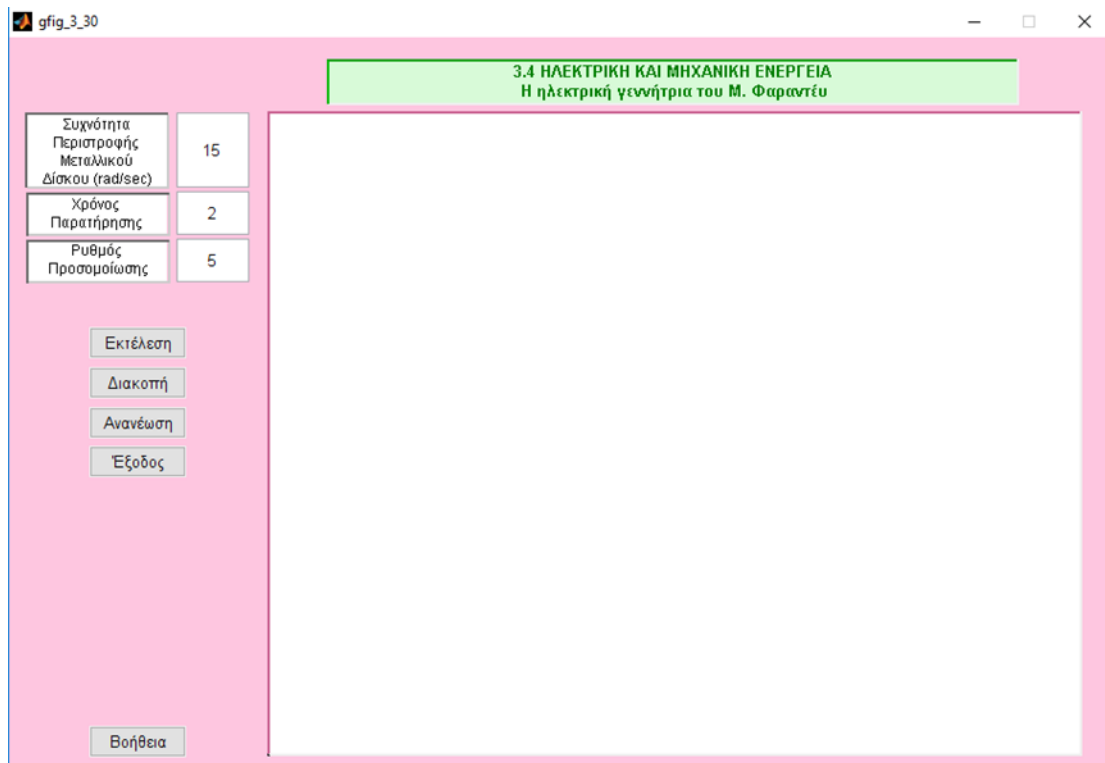 gfig_3_30
3.4 ΗΛΕΚΤΡΙΚΗ ΚΑΙ ΜΗΧΑΝΙΚΗ ΕΝΕΡΓΕΙΑ
Η ηλεκτρική γεννήτρια του Μ. Φαραντέυ
Συχνότητα
Περιστροφής
Μεταλλικού
Δίσκου (rad/sec)
15
Χρόνος
Παρατήρησης
2
Ρυθμός
Προσομοίωσης
5
Εκτέλεση
Διακοπή
Ανανέωση
Έξοδος
Βοήθεια